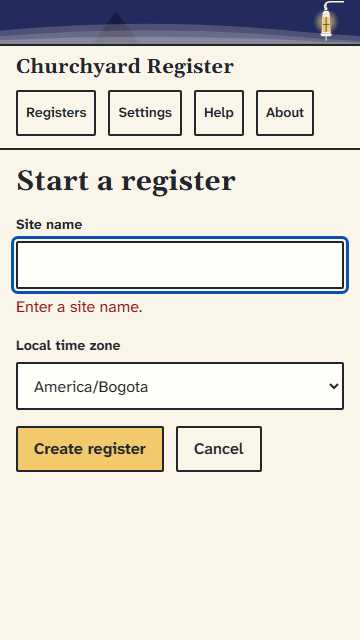 Churchyard Register
Registers Settings Help About
Start a register
Site name
Enter a site name.
Local time zone
America/Bogota
Create register Cancel